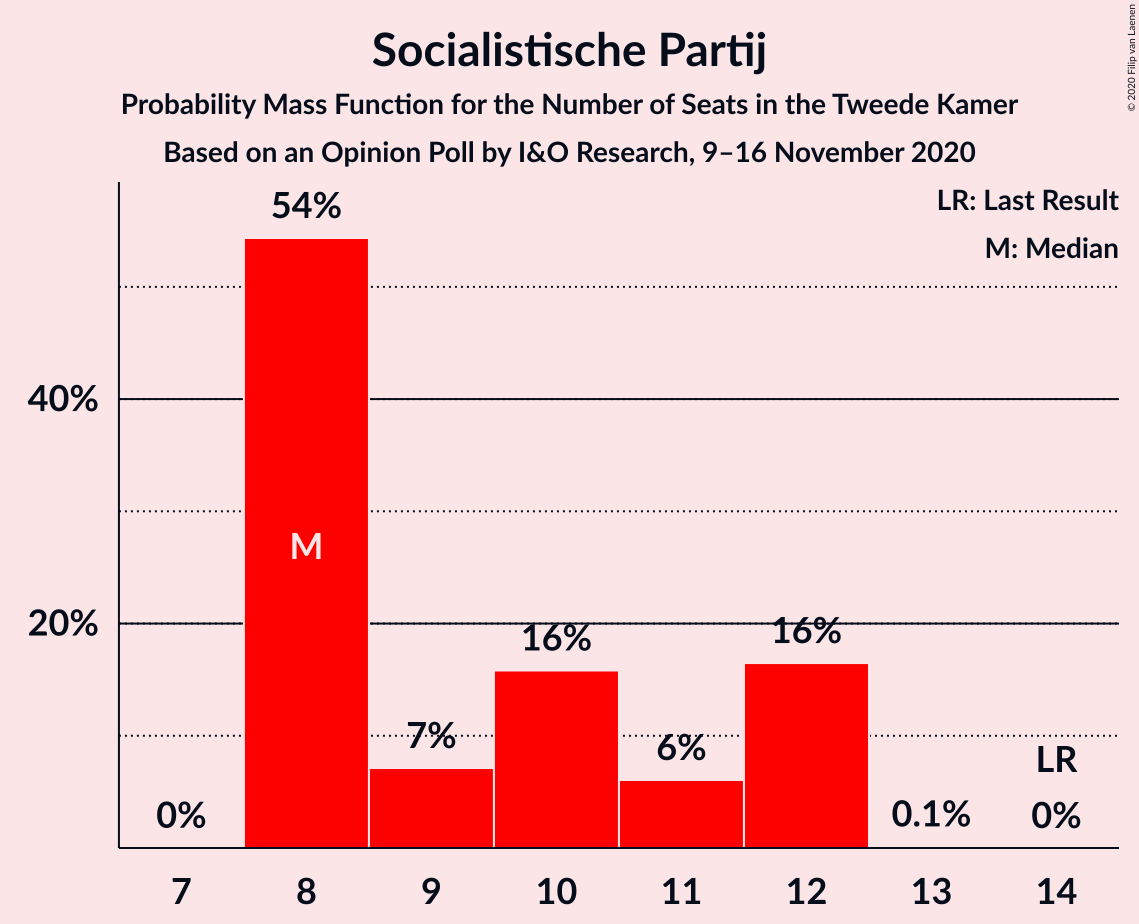 Socialistische Partij
Probability Mass Function for the Number of Seats in the Tweede Kamer
Based on an Opinion Poll by I&O Research, 9–16 November 2020
© 2020 Filip van Laenen
LR: Last Result
M: Median
54%
40%
M
20%
16%
16%
7%
6%
LR
0%
0.1%
0%
7 8 9 10 11 12 13 14